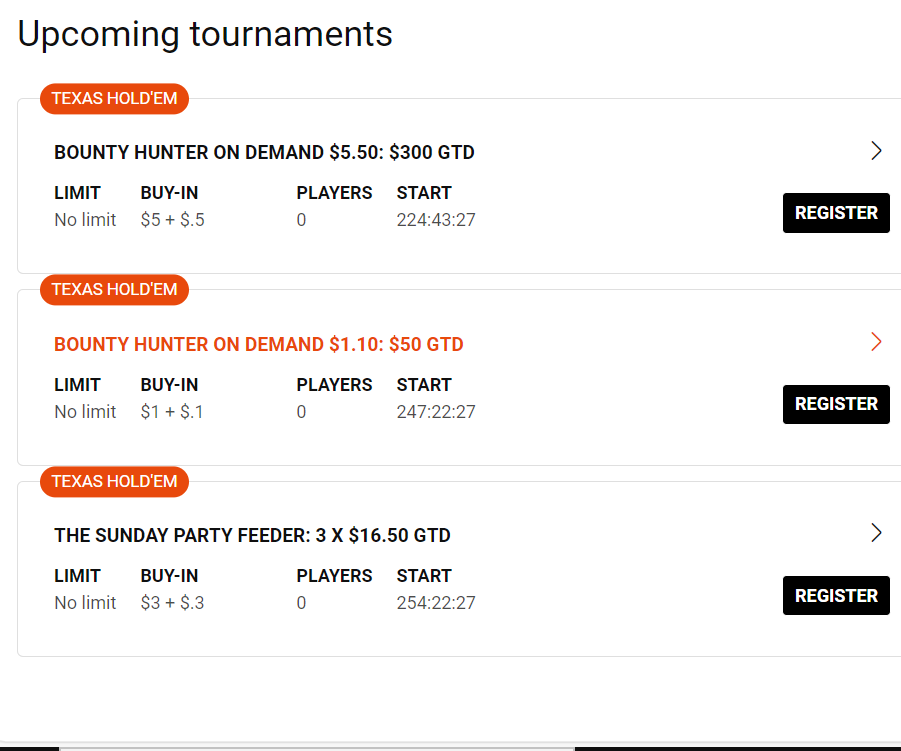 Upcoming tournaments
TEXAS HOLD'EM
BOUNTY HUNTER ON DEMAND $5.50: $300 GTD
LIMIT BUY-IN PLAYERS START
No limit $5 + $.5 0 224:43:27
REGISTER
TEXAS HOLD'EM
BOUNTY HUNTER ON DEMAND $1.10: $50 GTD
LIMIT BUY-IN PLAYERS START
No limit $1 + $.1 0 247:22:27
REGISTER
TEXAS HOLD'EM
THE SUNDAY PARTY FEEDER: 3 X $16.50 GTD
LIMIT BUY-IN PLAYERS START
No limit $3 + $.3 0 254:22:27
REGISTER